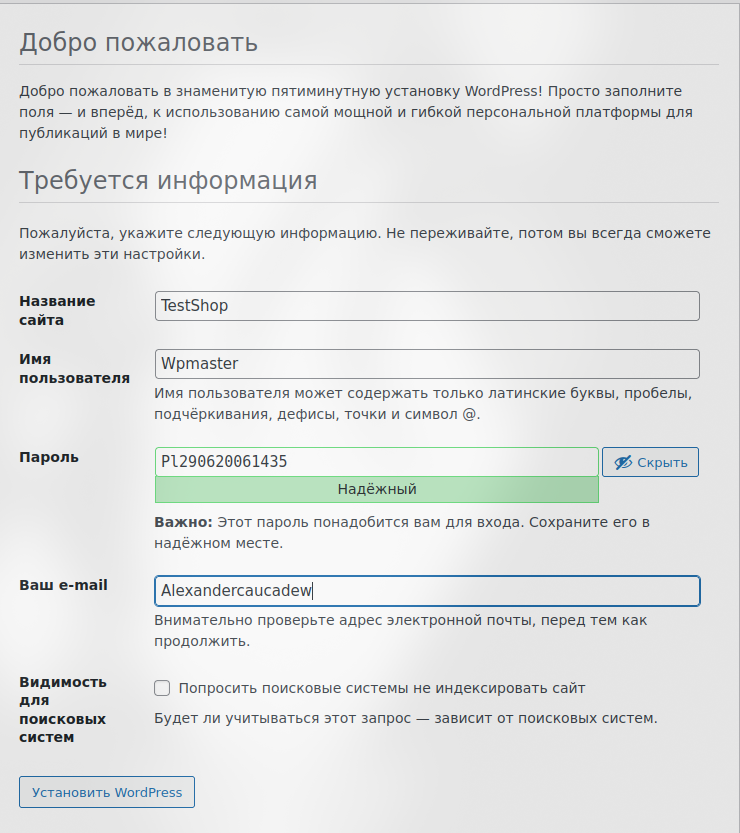 Добро пожаловать
Добро пожаловать в знаменитую пятиминутную установку WordPress! Просто заполните
поля — и вперёд, к использованию самой мощной и гибкой персональной платформы для
публикаций в мире!
Требуется информация
Пожалуйста, укажите следующую информацию. Не переживайте, потом вы всегда сможете
изменить эти настройки.
Название
сайта
TestShop
Имя
пользователя
Wpmaster
Имя пользователя может содержать только латинские буквы, пробелы,
подчёркивания, дефисы, точки и символ @.
Пароль
Pl290620061435
Скрыть
Надёжный
Важно: Этот пароль понадобится вам для входа. Сохраните его в
надёжном месте.
Ваш e-mail
Alexandercaucadew
Внимательно проверьте адрес электронной почты, перед тем как
продолжить.
Видимость
для
поисковых
систем
Попросить поисковые системы не индексировать сайт
Будет ли учитываться этот запрос — зависит от поисковых систем.
Установить WordPress